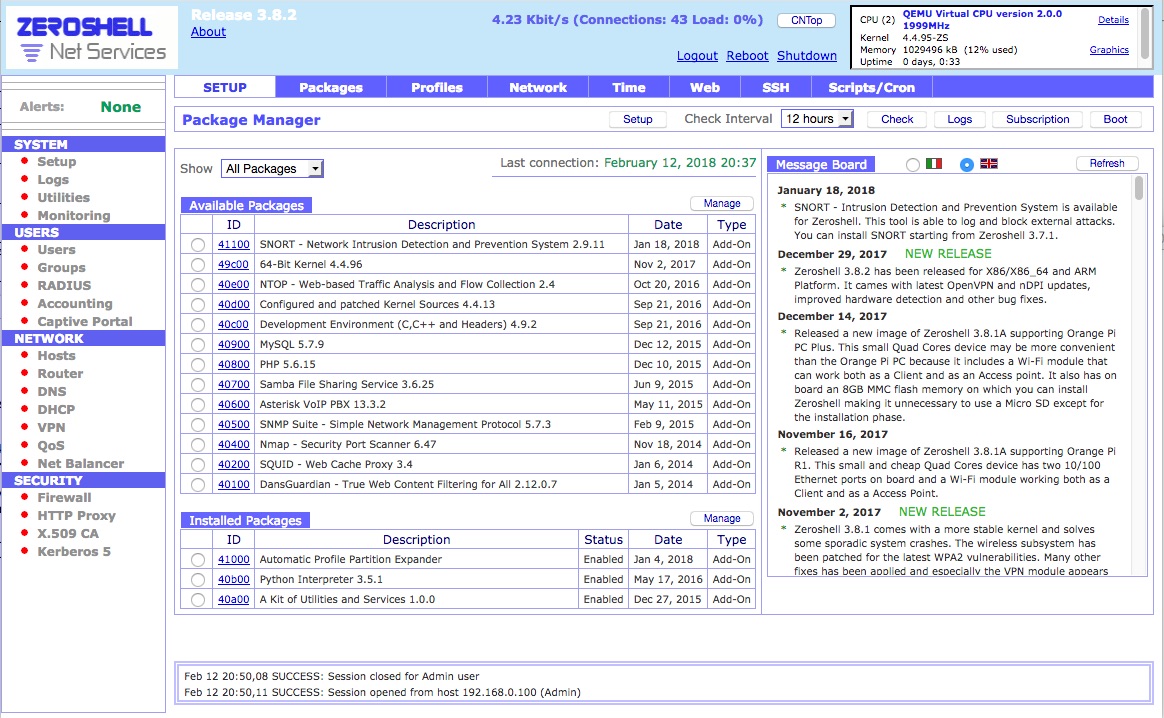 ZEROSHELL
Net Services
Release 3.8.2
About
4.23 Kbit/s (Connections: 43 Load: 0%)
CNTop
Logout Reboot Shutdown
CPU (2) QEMU Virtual CPU version 2.0.0
1999MHz
Details
Kernel 4.4.95-ZS
Memory 1029496 kB (12% used)
Graphics
Uptime 0 days, 0:33
Alerts: None
SYSTEM
Setup
Logs
Utilities
Monitoring
USERS
Users
Groups
RADIUS
Accounting
Captive Portal
NETWORK
Hosts
Router
DNS
DHCP
VPN
QoS
Net Balancer
SECURITY
Firewall
HTTP Proxy
X.509 CA
Kerberos 5
SETUP Packages Profiles Network Time Web SSH Scripts/Cron
Package Manager
Setup Check Interval 12 hours Check Logs Subscription Boot
Show All Packages
Last connection: February 12, 2018 20:37
Available Packages
Manage
ID Description Date Type
41100 SNORT - Network Intrusion Detection and Prevention System 2.9.11 Jan 18, 2018 Add-On
49c00 64-Bit Kernel 4.4.96 Nov 2, 2017 Add-On
40e00 NTOP - Web-based Traffic Analysis and Flow Collection 2.4 Oct 20, 2016 Add-On
40d00 Configured and patched Kernel Sources 4.4.13 Sep 21, 2016 Add-On
40c00 Development Environment (C,C++ and Headers) 4.9.2 Sep 21, 2016 Add-On
40900 MySQL 5.7.9 Dec 12, 2015 Add-On
40800 PHP 5.6.15 Dec 10, 2015 Add-On
40700 Samba File Sharing Service 3.6.25 Jun 9, 2015 Add-On
40600 Asterisk VoIP PBX 13.3.2 May 11, 2015 Add-On
40500 SNMP Suite - Simple Network Management Protocol 5.7.3 Feb 9, 2015 Add-On
40400 Nmap - Security Port Scanner 6.47 Nov 18, 2014 Add-On
40200 SQUID - Web Cache Proxy 3.4 Jan 6, 2014 Add-On
40100 DansGuardian - True Web Content Filtering for All 2.12.0.7 Jan 5, 2014 Add-On
Installed Packages
Manage
ID Description Status Date Type
41000 Automatic Profile Partition Expander Enabled Jan 4, 2018 Add-On
40b00 Python Interpreter 3.5.1 Enabled May 17, 2016 Add-On
40a00 A Kit of Utilities and Services 1.0.0 Enabled Dec 27, 2015 Add-On
Message Board
Refresh
January 18, 2018
* SNORT - Intrusion Detection and Prevention System is available
for Zeroshell. This tool is able to log and block external attacks.
You can install SNORT starting from Zeroshell 3.7.1.
December 29, 2017 NEW RELEASE
* Zeroshell 3.8.2 has been released for X86/X86_64 and ARM
Platform. It cames with latest OpenVPN and nDPI updates,
improved hardware detection and other bug fixes.
December 14, 2017
* Released a new image of Zeroshell 3.8.1A supporting Orange Pi
PC Plus. This small Quad Cores device may be more convenient
than the Orange Pi PC because it includes a Wi-Fi module that
can work both as a Client and as an Access point. It also has on
board an 8GB MMC flash memory on which you can install
Zeroshell making it unnecessary to use a Micro SD except for
the installation phase.
November 16, 2017
* Released a new image of Zeroshell 3.8.1A supporting Orange Pi
R1. This small and cheap Quad Cores device has two 10/100
Ethernet ports on board and a Wi-Fi module working both as a
Client and as a Access Point.
November 2, 2017 NEW RELEASE
* Zeroshell 3.8.1 comes with a more stable kernel and solves
some sporadic system crashes. The wireless subsystem has
been patched for the latest WPA2 vulnerabilities. Many other
fixes has been applied and especially the VPN module appears
Feb 12 20:50,08 SUCCESS: Session closed for Admin user
Feb 12 20:50,11 SUCCESS: Session opened from host 192.168.0.100 (Admin)